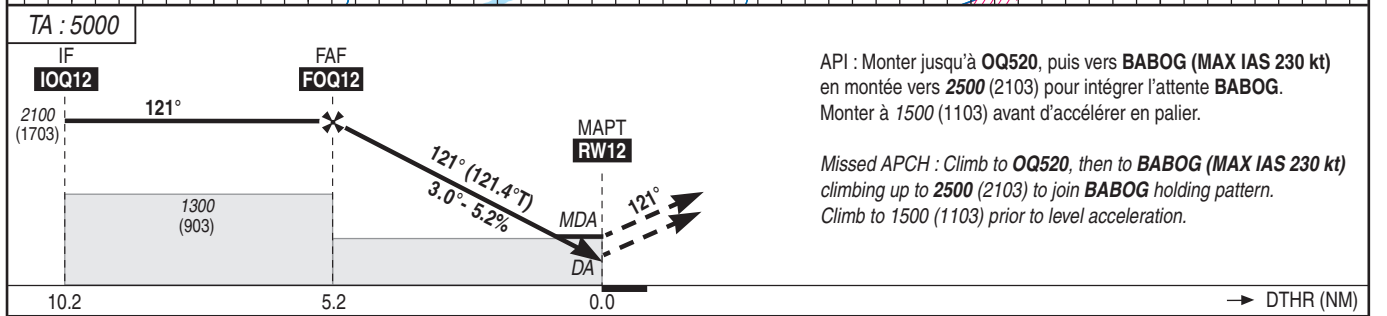 TA : 5000
IF
IOQ12
FAF
FOQ12
2100
(1703)
121°
MAPT
RW12
121° (121.4°T)
3.0°- 5.2%
121°
1300
(903)
MDA
DA
10.2
5.2
0.0
DTHR (NM)
API : Monter jusqu'à OQ520, puis vers BABOG (MAX IAS 230 kt)
en montée vers 2500 (2103) pour intégrer l'attente BABOG.
Monter à 1500 (1103) avant d'accélérer en palier.
Missed APCH : Climb to OQ520, then to BABOG (MAX IAS 230 kt)
climbing up to 2500 (2103) to join BABOG holding pattern.
Climb to 1500 (1103) prior to level acceleration.